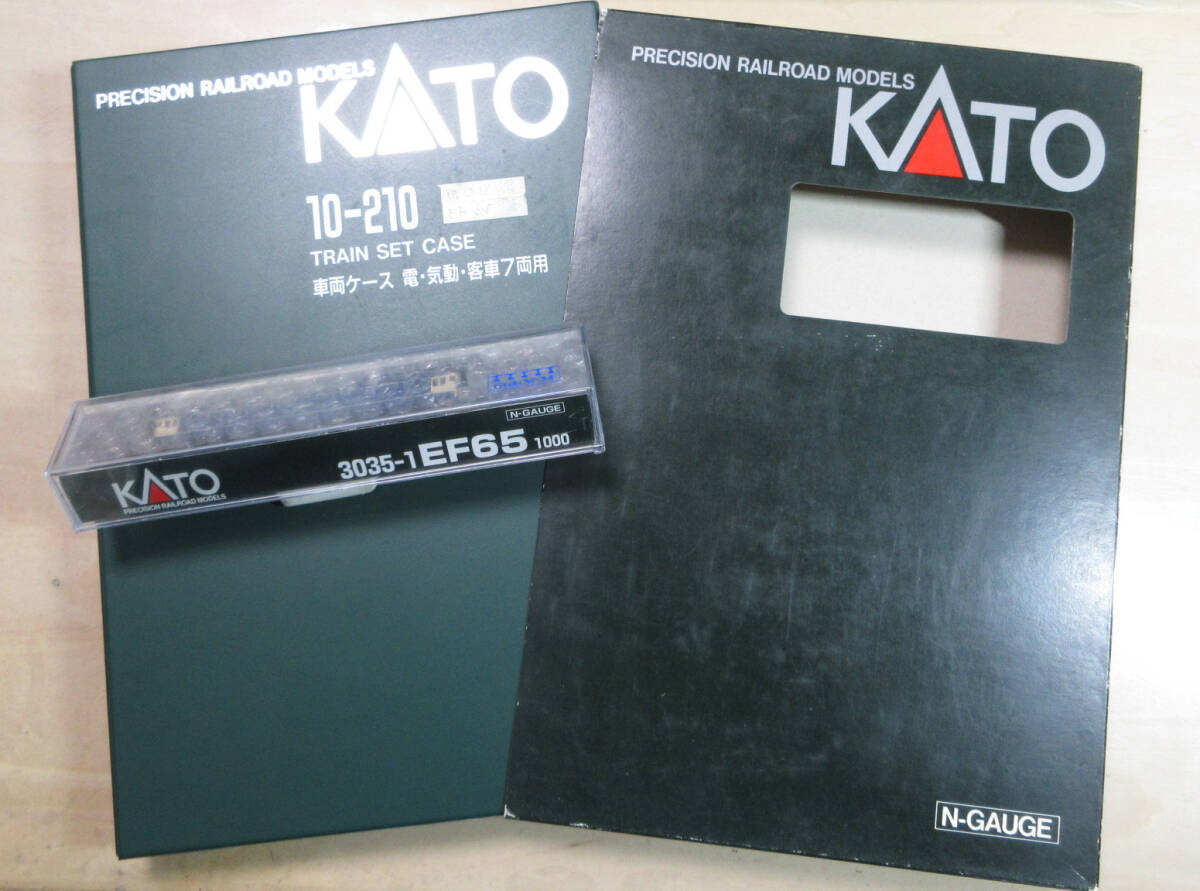 PRECISION RAILROAD MODELS
KATO
10-210
TRAIN SET CASE
車両ケース 電・気動・客車7両用
PRECISION RAILROAD MODELS
KATO
N-GAUGE
KATO
PRECISION RAILROAD MODELS
3035-1 EF65 1000
N-GAUGE